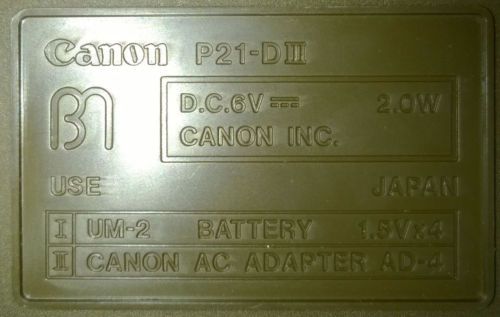 Canon P21-D III
D.C.6V 2.0W
CANON INC.
USE JAPAN
I UM-2 BATTERY 1.5V×4
II CANON AC ADAPTER AD-4